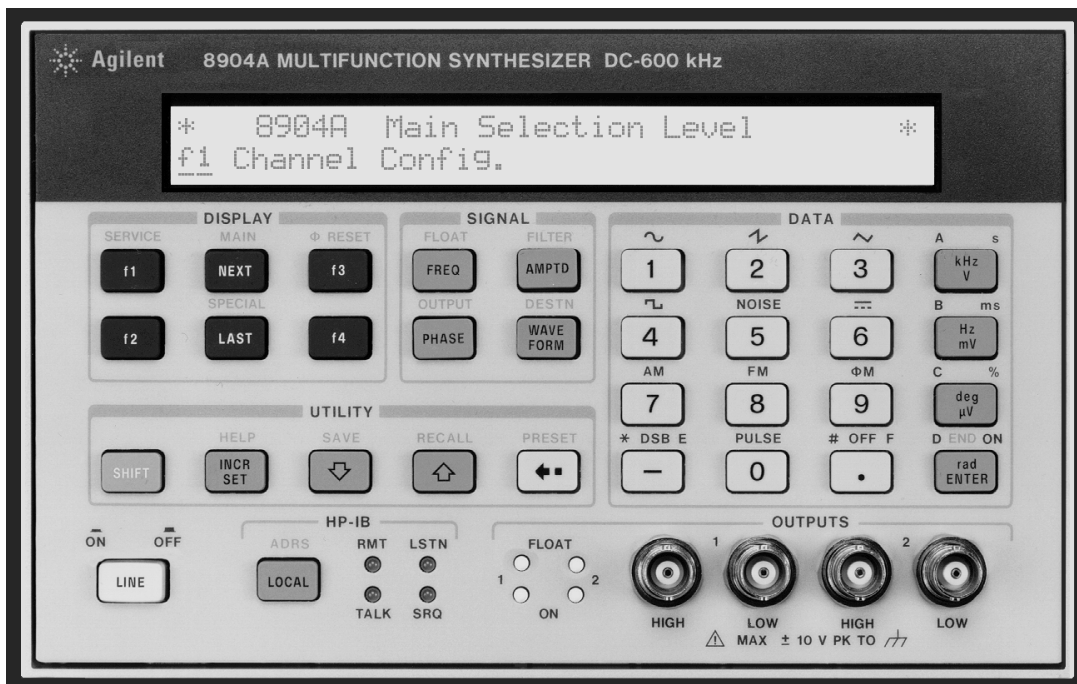 Agilent 8904A MULTIFUNCTION SYNTHESIZER DC-600 kHz
* 8904A Main Selection Level *
f1 Channel Config.
DISPLAY
SERVICE MAIN Φ RESET
f1 NEXT f3
SPECIAL
f2 LAST f4
SIGNAL
FLOAT FILTER
FREQ AMPTD
OUTPUT DESTN
PHASE WAVE FORM
DATA
A s
1 2 3 kHz V
NOISE B ms
4 5 6 Hz mV
AM FM ΦM C %
7 8 9 deg µV
* DSB E PULSE # OFF F D END ON
− 0 . rad ENTER
UTILITY
HELP SAVE RECALL PRESET
SHIFT INCR SET
ON OFF
LINE
HP-IB
ADRS RMT LSTN
LOCAL
TALK SRQ
FLOAT
1 2
ON
OUTPUTS
1 2
HIGH LOW HIGH LOW
MAX ± 10 V PK TO